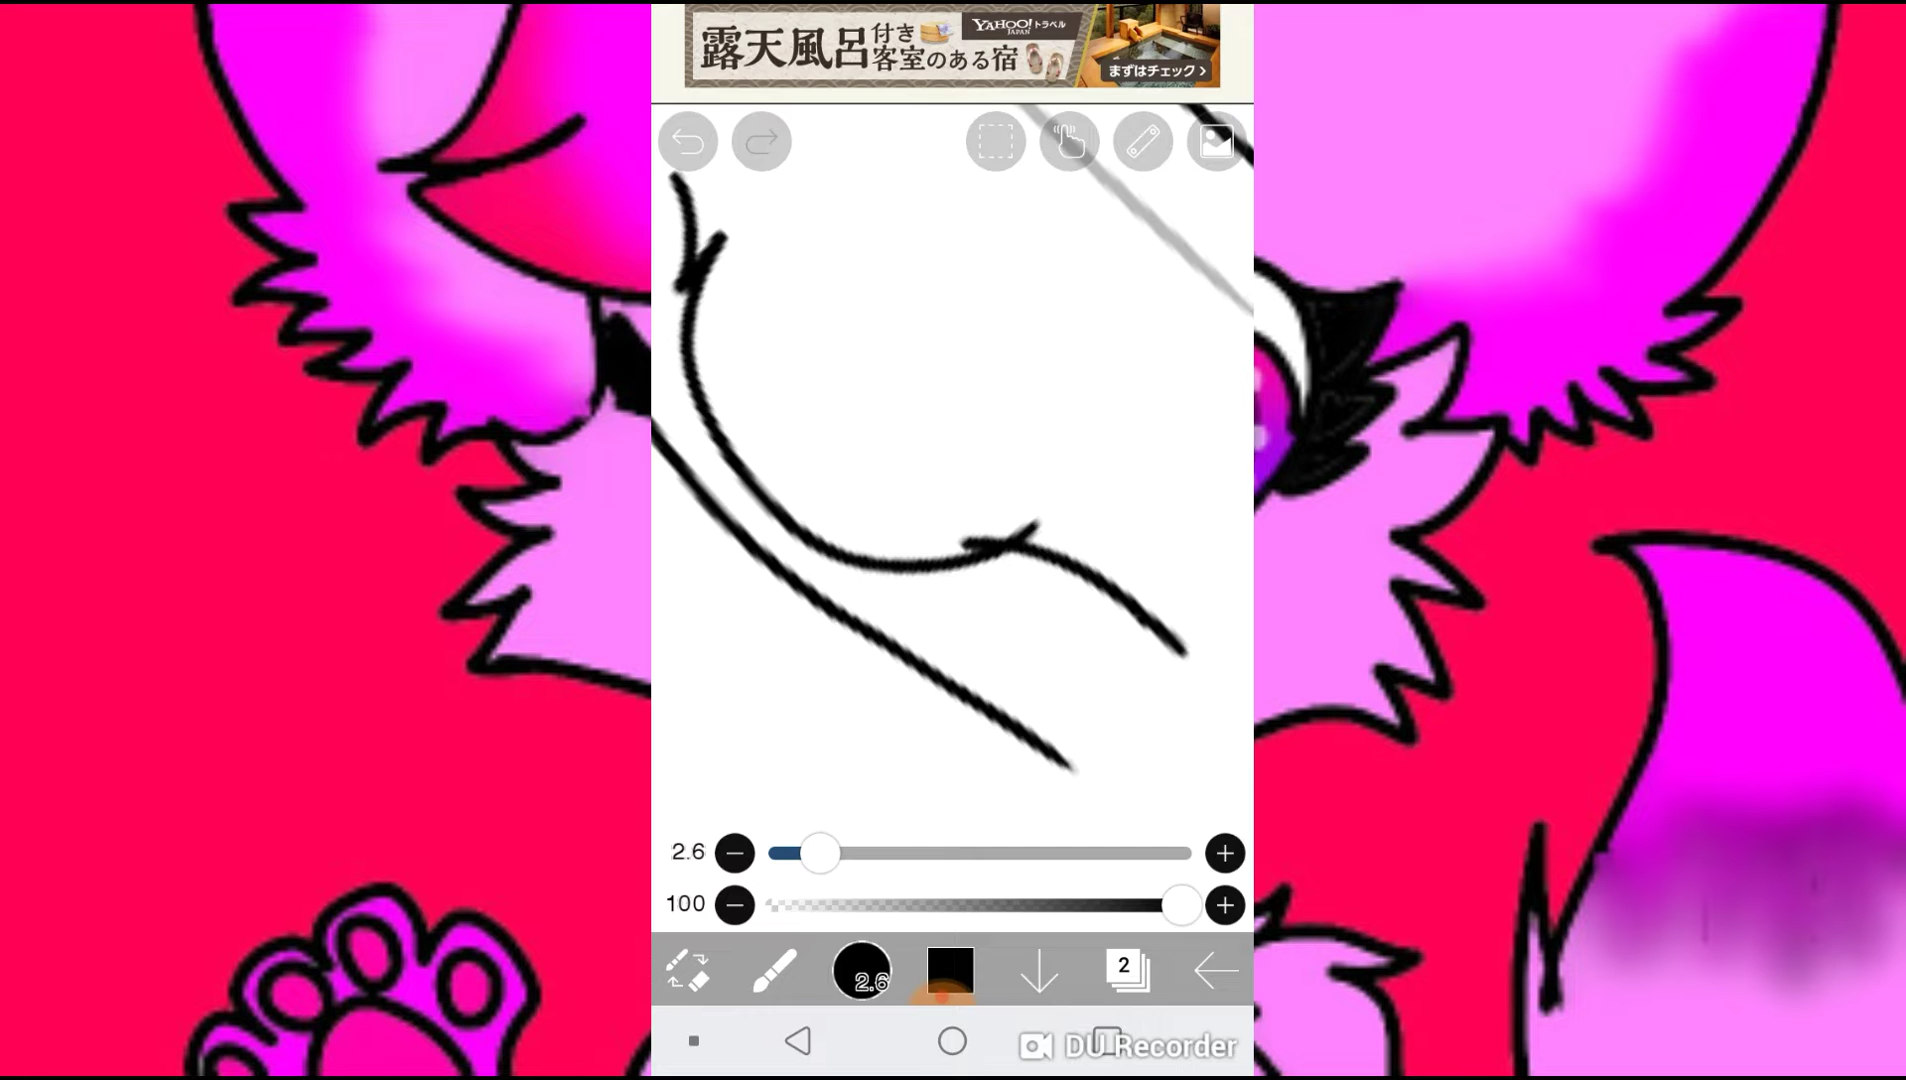 露天風呂付き客室のある宿
YAHOO!トラベル
JAPAN
まずはチェック >
2.6
100
2.6
2
DU Recorder